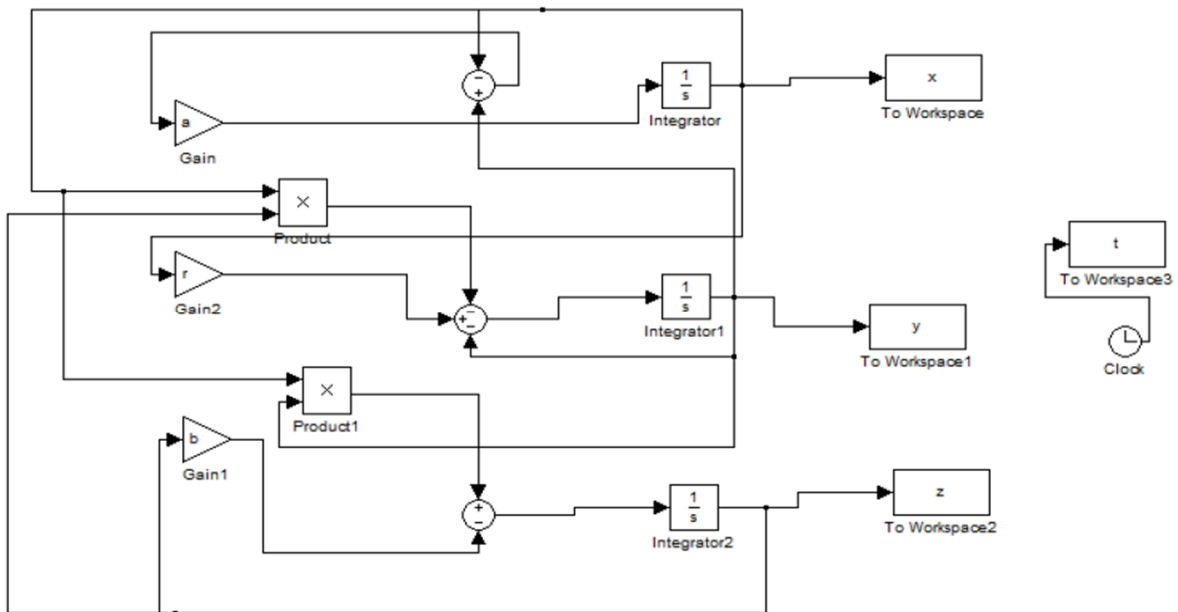 −
+
1
s
Integrator
x
To Workspace
a
Gain
×
Product
t
To Workspace3
r
Gain2
−
+
−
1
s
Integrator1
y
To Workspace1
Clock
×
Product1
b
Gain1
+
−
1
s
Integrator2
z
To Workspace2